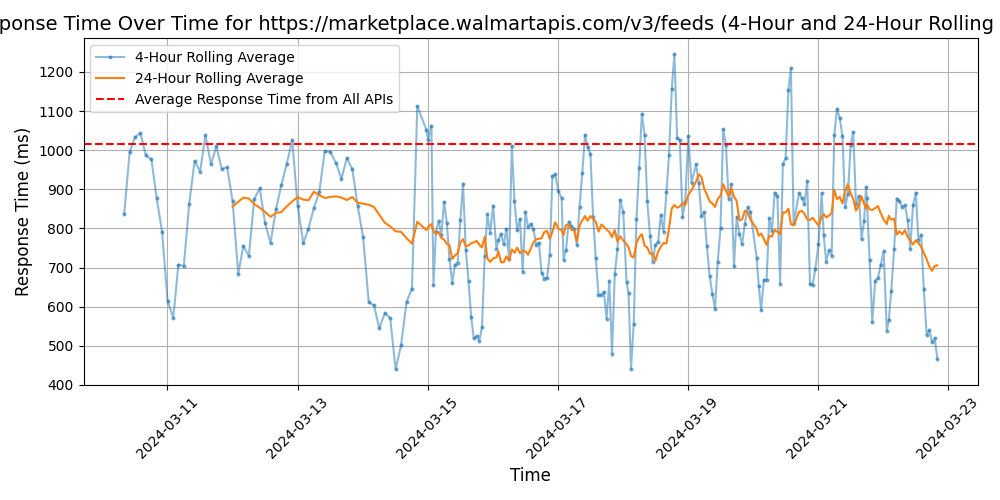 ponse Time Over Time for https://marketplace.walmartapis.com/v3/feeds (4-Hour and 24-Hour Rolling
4-Hour Rolling Average
24-Hour Rolling Average
Average Response Time from All APIs
Response Time (ms)
1200
1100
1000
900
800
700
600
500
400
2024-03-11
2024-03-13
2024-03-15
2024-03-17
2024-03-19
2024-03-21
2024-03-23
Time